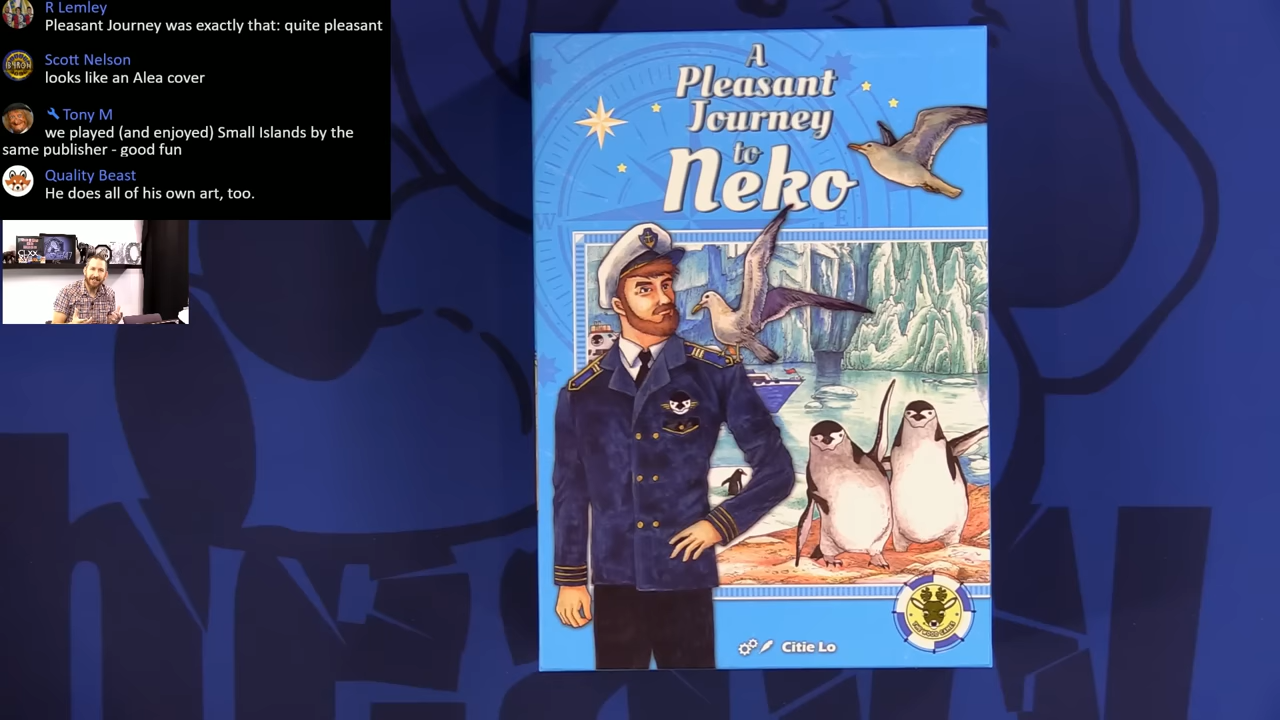 R Lemley
Pleasant Journey was exactly that: quite pleasant
Scott Nelson
looks like an Alea cover
Tony M
we played (and enjoyed) Small Islands by the
same publisher - good fun
Quality Beast
He does all of his own art, too.
A
Pleasant
Journey
to
Neko
W
E
Citie Lo